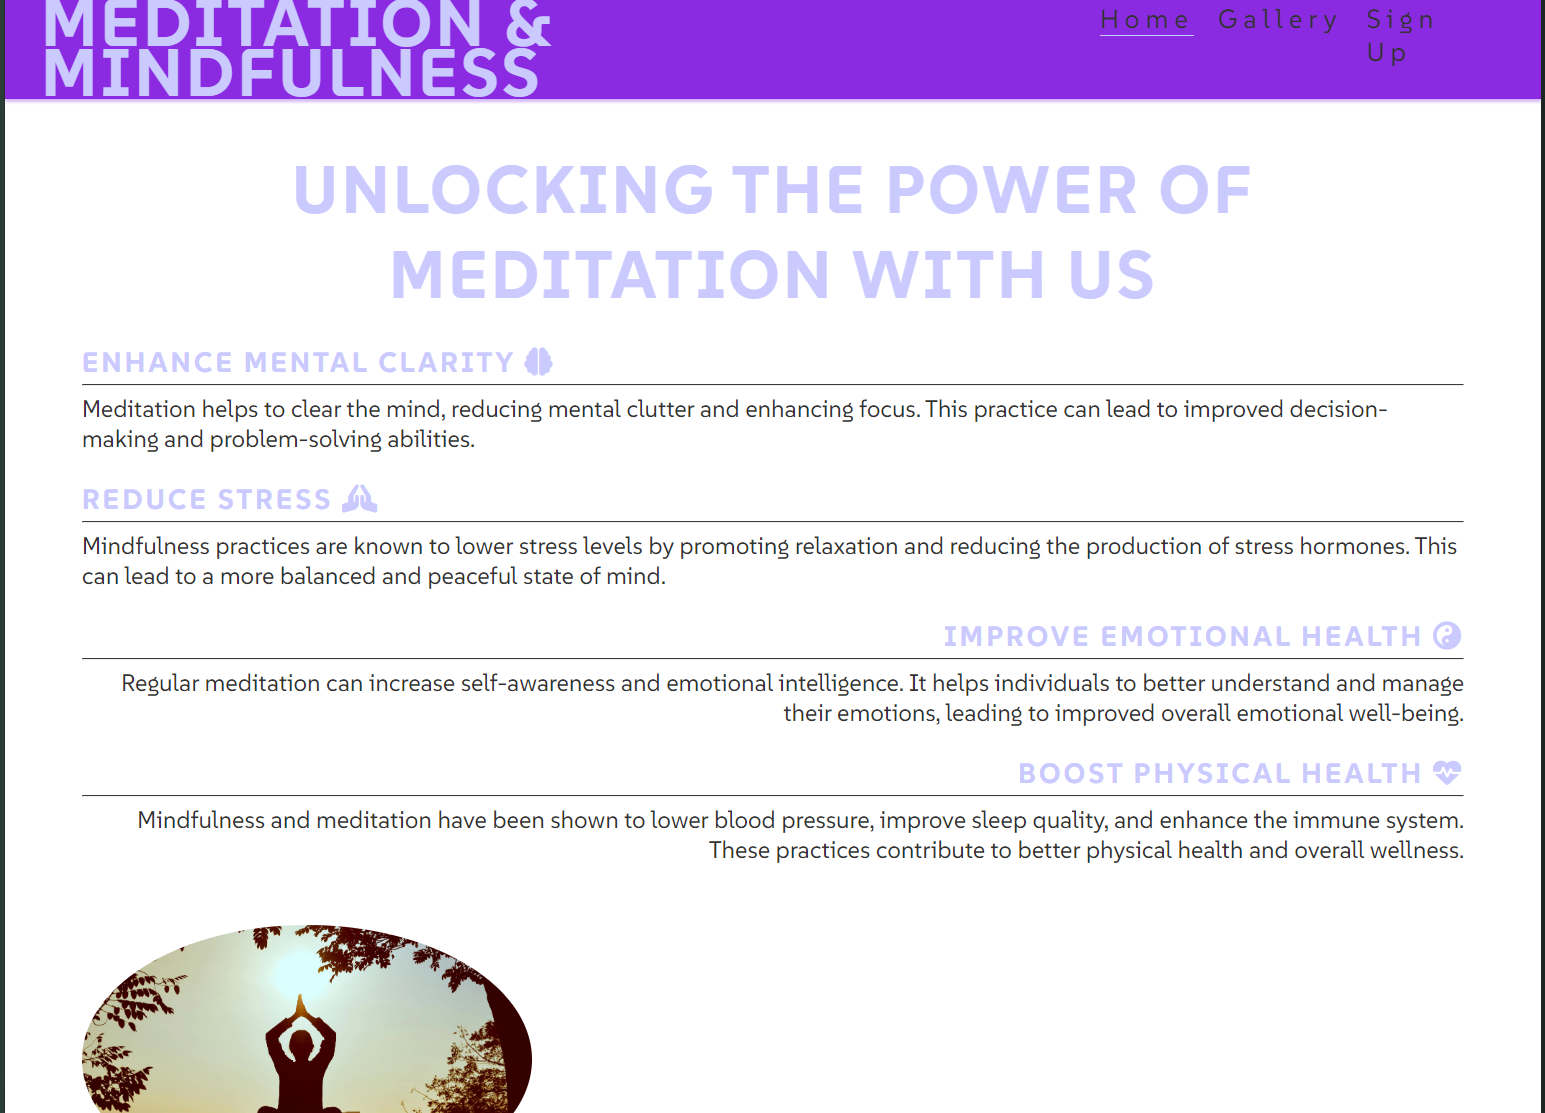 MEDITATION &
MINDFULNESS
Home Gallery Sign
Up
UNLOCKING THE POWER OF
MEDITATION WITH US
ENHANCE MENTAL CLARITY
Meditation helps to clear the mind, reducing mental clutter and enhancing focus. This practice can lead to improved decision-
making and problem-solving abilities.
REDUCE STRESS
Mindfulness practices are known to lower stress levels by promoting relaxation and reducing the production of stress hormones. This
can lead to a more balanced and peaceful state of mind.
IMPROVE EMOTIONAL HEALTH
Regular meditation can increase self-awareness and emotional intelligence. It helps individuals to better understand and manage
their emotions, leading to improved overall emotional well-being.
BOOST PHYSICAL HEALTH
Mindfulness and meditation have been shown to lower blood pressure, improve sleep quality, and enhance the immune system.
These practices contribute to better physical health and overall wellness.